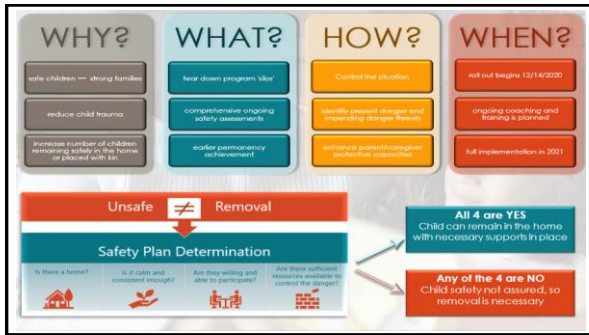 WHY?
safe children — strong families
reduce child trauma
increase number of children
remaining safely in the home
or placed with kin
WHAT?
tear down program 'silos'
comprehensive ongoing
safety assessments
earlier permanency
achievement
HOW?
Control the situation
identify present danger and
impending danger threats
enhance parent/caregiver
protective capacities
WHEN?
roll out begins 12/14/2020
ongoing coaching and
training is planned
full implementation in 2021
Unsafe ≠ Removal
Safety Plan Determination
Is there a home?
Is it calm and
consistent enough?
Are they willing and
able to participate?
Are there sufficient
resources available to
control the danger?
All 4 are YES
Child can remain in the home
with necessary supports in place
Any of the 4 are NO
Child safety not assured, so
removal is necessary